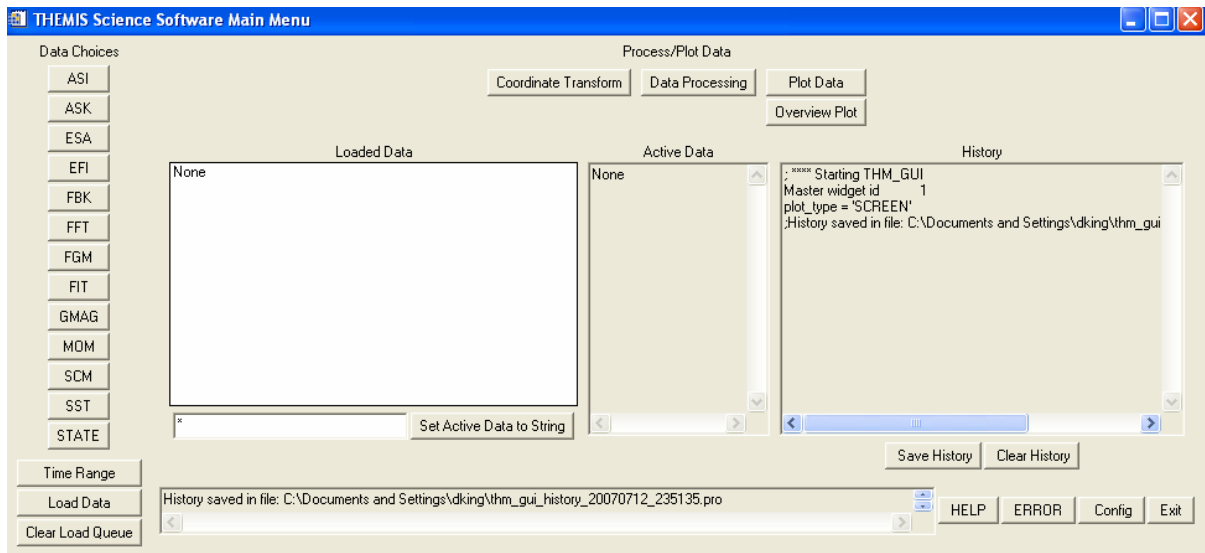 THEMIS Science Software Main Menu
Data Choices
Process/Plot Data
ASI
Coordinate Transform
Data Processing
Plot Data
ASK
Overview Plot
ESA
Loaded Data
Active Data
History
EFI
FBK
FFT
FGM
FIT
GMAG
MOM
SCM
SST
STATE
None
None
; **** Starting THM_GUI
Master widget id 1
plot_type = 'SCREEN'
;History saved in file: C:\Documents and Settings\dking\thm_gui
*
Set Active Data to String
Save History
Clear History
Time Range
Load Data
Clear Load Queue
History saved in file: C:\Documents and Settings\dking\thm_gui_history_20070712_235135.pro
HELP
ERROR
Config
Exit